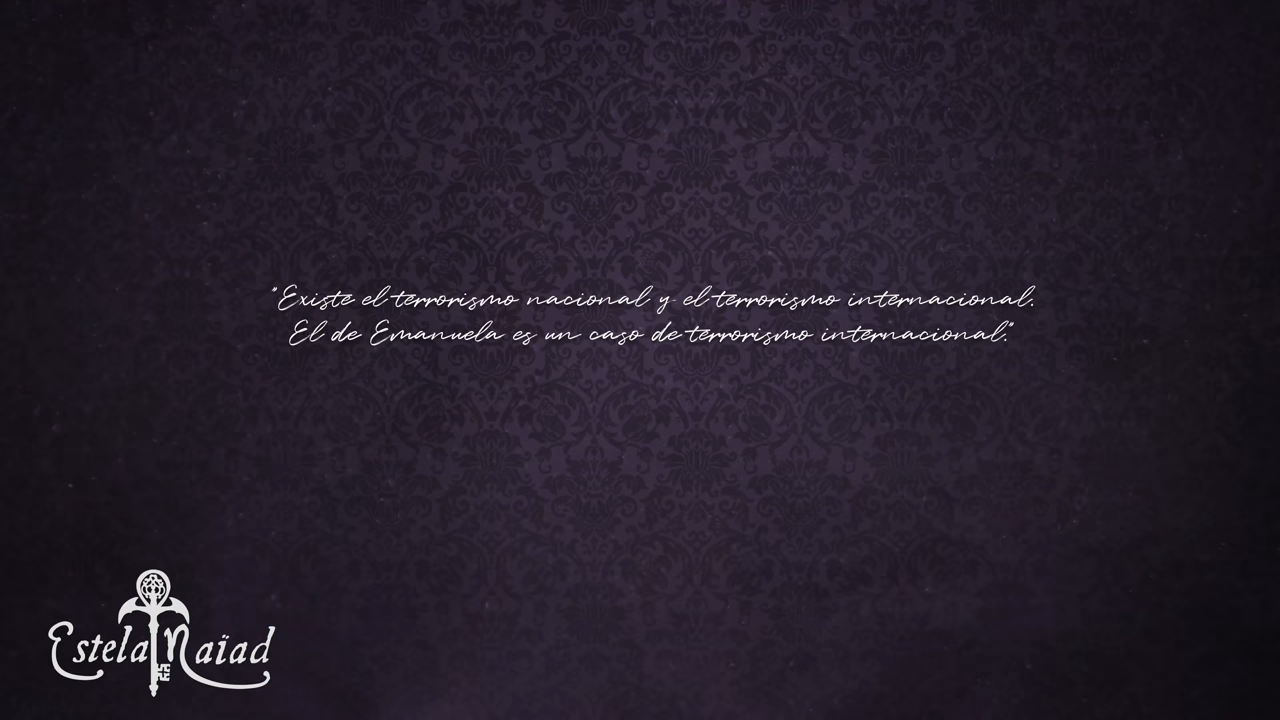 "Existe el terrorismo nacional y el terrorismo internacional.
El de Emanuela es un caso de terrorismo internacional"
Estela Naïad